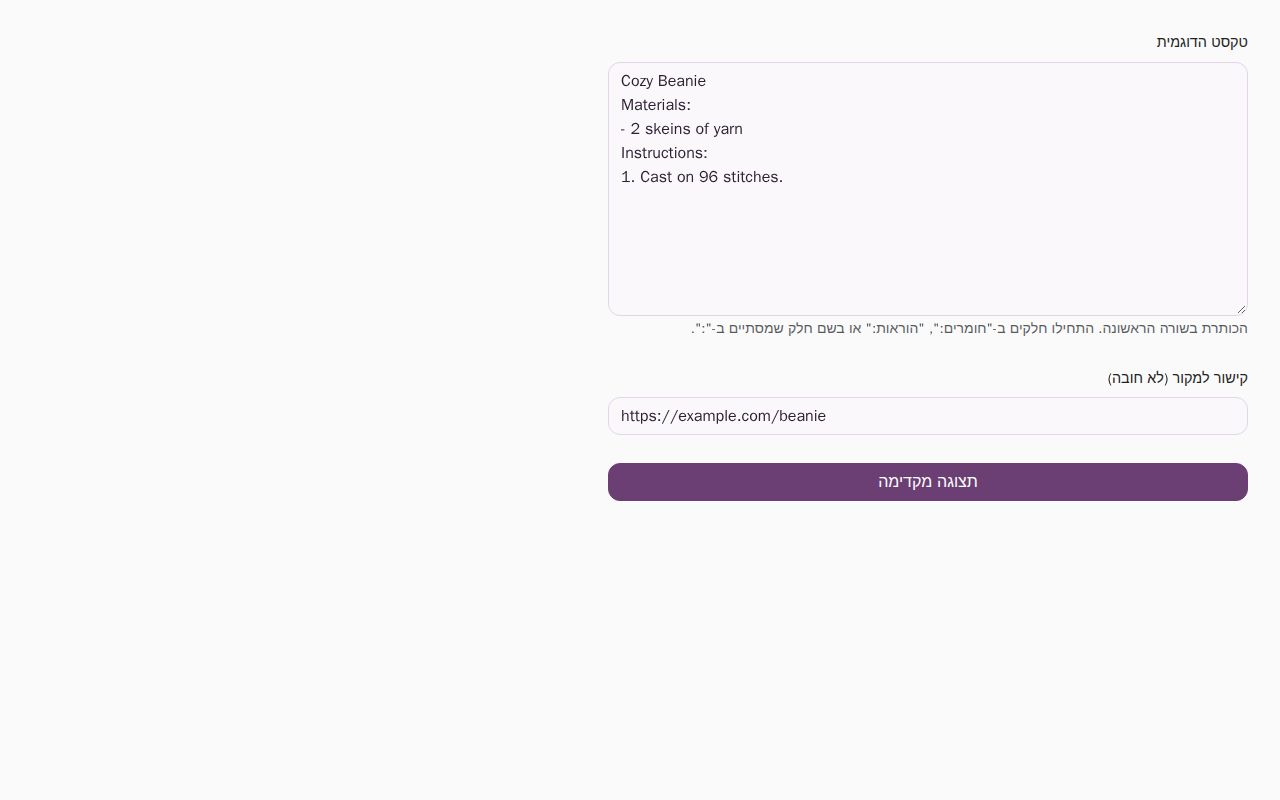 טקסט הדוגמית
Cozy Beanie
Materials:
- 2 skeins of yarn
Instructions:
1. Cast on 96 stitches.
הכותרת בשורה הראשונה. התחילו חלקים ב-"חומרים:", "הוראות:" או בשם חלק שמסתיים ב-":".
קישור למקור (לא חובה)
https://example.com/beanie
תצוגה מקדימה